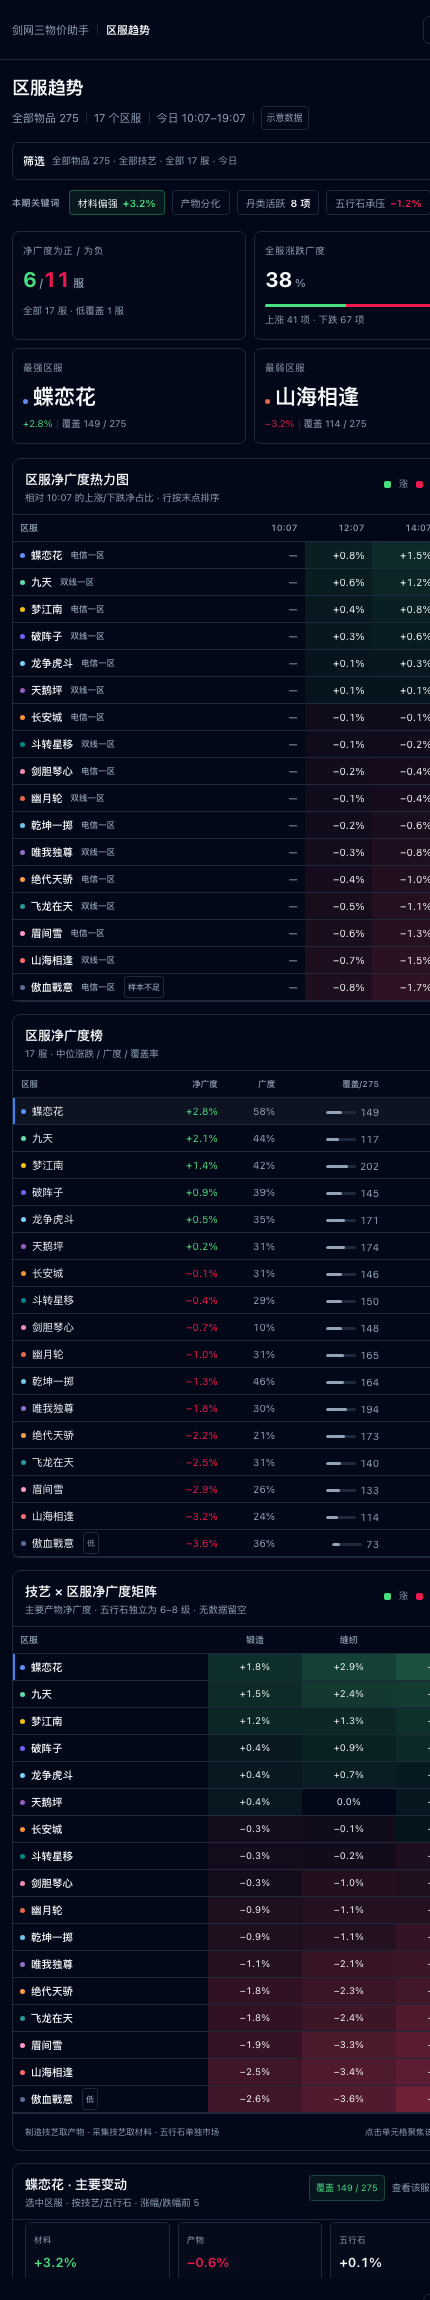 剑网三物价助手 | 区服趋势
区服趋势
全部物品 275 | 17 个区服 | 今日 10:07–19:07 | 示意数据
筛选 全部物品 275 · 全部技艺 · 全部 17 服 · 今日
本期关键词 材料偏强 +3.2% 产物分化 丹类活跃 8 项 五行石承压 −1.2%
净广度为正 / 为负
6/11 服
全部 17 服 · 低覆盖 1 服
全服涨跌广度
38 %
上涨 41 项 · 下跌 67 项
最强区服
蝶恋花
+2.8% | 覆盖 149 / 275
最弱区服
山海相逢
−3.2% | 覆盖 114 / 275
区服净广度热力图
相对 10:07 的上涨/下跌净占比 · 行按末点排序
涨
区服 10:07 12:07 14:07
蝶恋花 电信一区 — +0.8% +1.5%
九天 双线一区 — +0.6% +1.2%
梦江南 电信一区 — +0.4% +0.8%
破阵子 双线一区 — +0.3% +0.6%
龙争虎斗 电信一区 — +0.1% +0.3%
天鹅坪 双线一区 — +0.1% +0.1%
长安城 电信一区 — −0.1% −0.1%
斗转星移 双线一区 — −0.1% −0.2%
剑胆琴心 电信一区 — −0.2% −0.4%
幽月轮 双线一区 — −0.1% −0.4%
乾坤一掷 电信一区 — −0.2% −0.6%
唯我独尊 双线一区 — −0.3% −0.8%
绝代天骄 电信一区 — −0.4% −1.0%
飞龙在天 双线一区 — −0.5% −1.1%
眉间雪 电信一区 — −0.6% −1.3%
山海相逢 双线一区 — −0.7% −1.5%
傲血戰意 电信一区 样本不足 — −0.8% −1.7%
区服净广度榜
17 服 · 中位涨跌 / 广度 / 覆盖率
区服 净广度 广度 覆盖/275
蝶恋花 +2.8% 58% 149
九天 +2.1% 44% 117
梦江南 +1.4% 42% 202
破阵子 +0.9% 39% 145
龙争虎斗 +0.5% 35% 171
天鹅坪 +0.2% 31% 174
长安城 −0.1% 31% 146
斗转星移 −0.4% 29% 150
剑胆琴心 −0.7% 10% 148
幽月轮 −1.0% 31% 165
乾坤一掷 −1.3% 46% 164
唯我独尊 −1.8% 30% 194
绝代天骄 −2.2% 21% 173
飞龙在天 −2.5% 31% 140
眉间雪 −2.9% 26% 133
山海相逢 −3.2% 24% 114
傲血戰意 低 −3.6% 36% 73
技艺 × 区服净广度矩阵
主要产物净广度 · 五行石独立为 6–8 级 · 无数据留空
涨
区服 锻造 缝纫
蝶恋花 +1.8% +2.9%
九天 +1.5% +2.4%
梦江南 +1.2% +1.3%
破阵子 +0.4% +0.9%
龙争虎斗 +0.4% +0.7%
天鹅坪 +0.4% 0.0%
长安城 −0.3% −0.1%
斗转星移 −0.3% −0.2%
剑胆琴心 −0.3% −1.0%
幽月轮 −0.9% −1.1%
乾坤一掷 −0.9% −1.1%
唯我独尊 −1.1% −2.1%
绝代天骄 −1.8% −2.3%
飞龙在天 −1.8% −2.4%
眉间雪 −1.9% −3.3%
山海相逢 −2.5% −3.4%
傲血戰意 低 −2.6% −3.6%
制造技艺取产物 · 采集技艺取材料 · 五行石单独市场 点击单元格聚焦
蝶恋花 · 主要变动
选中区服 · 按技艺/五行石 · 涨幅/跌幅前 5
覆盖 149 / 275 查看该服
材料
+3.2%
产物
−0.6%
五行石
+0.1%